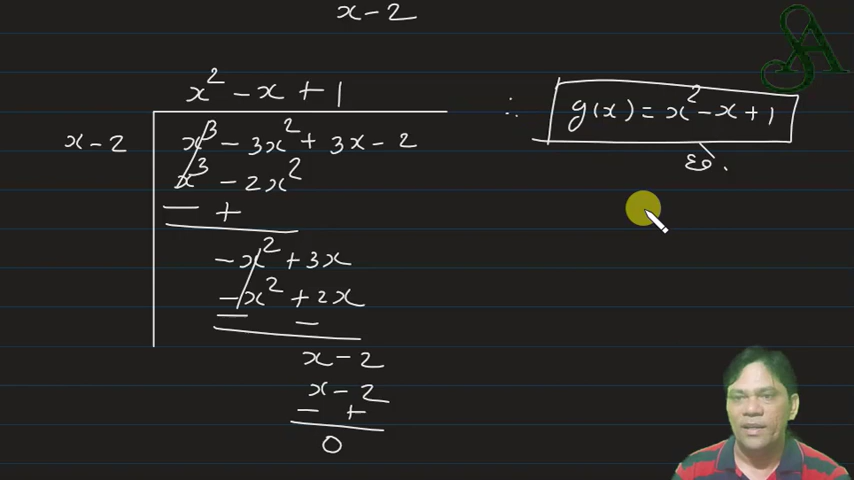 x - 2
x² - x + 1
x - 2
x³ - 3x² + 3x - 2
x³ - 2x²
— +
-x² + 3x
-x² + 2x
— —
x - 2
x - 2
— +
0
∴ g(x) = x² - x + 1